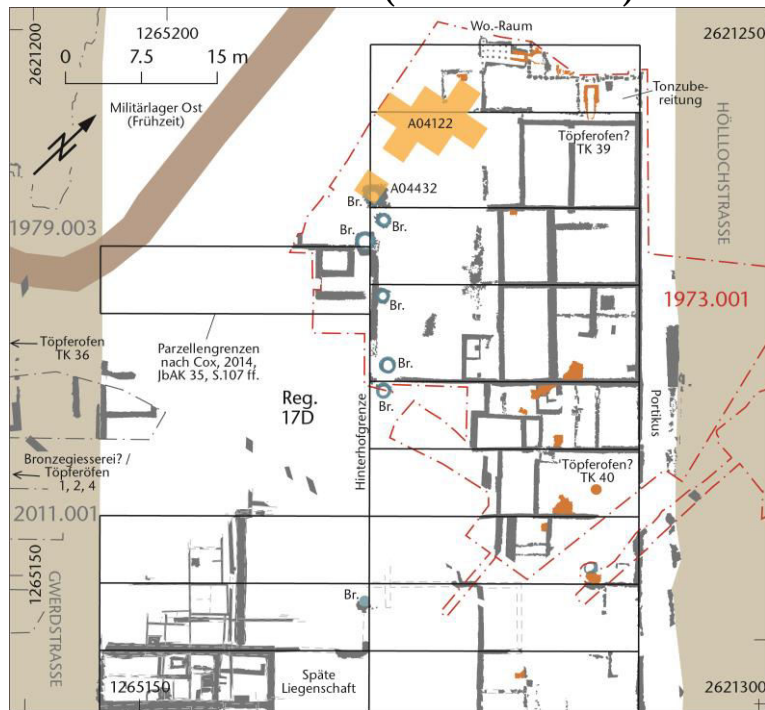 Wo.-Raum
1265200
2621200
2621250
0 7.5 15 m
Militärlager Ost
(Frühzeit)
N
Tonzube-
reitung
A04122
Töpferofen?
TK 39
HÖLLLOCHSTRASSE
A04432
Br.
Br.
Br.
1979.003
Br.
1973.001
Töpferofen
TK 36
Parzellengrenzen
nach Cox, 2014,
JbAK 35, S.107 ff.
Br.
Br.
Reg.
17D
Hinterhofgrenze
Portikus
Bronzegiesserei? /
Töpferöfen
1, 2, 4
Töpferofen?
TK 40
2011.001
1265150
Br.
GWERDSTRASSE
Späte
Liegenschaft
1265150
2621300